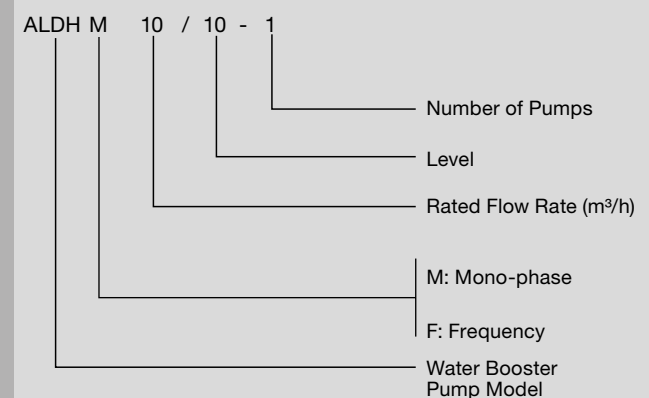 ALDH M 10 / 10 - 1
Number of Pumps
Level
Rated Flow Rate (m³/h)
M: Mono-phase
F: Frequency
Water Booster
Pump Model